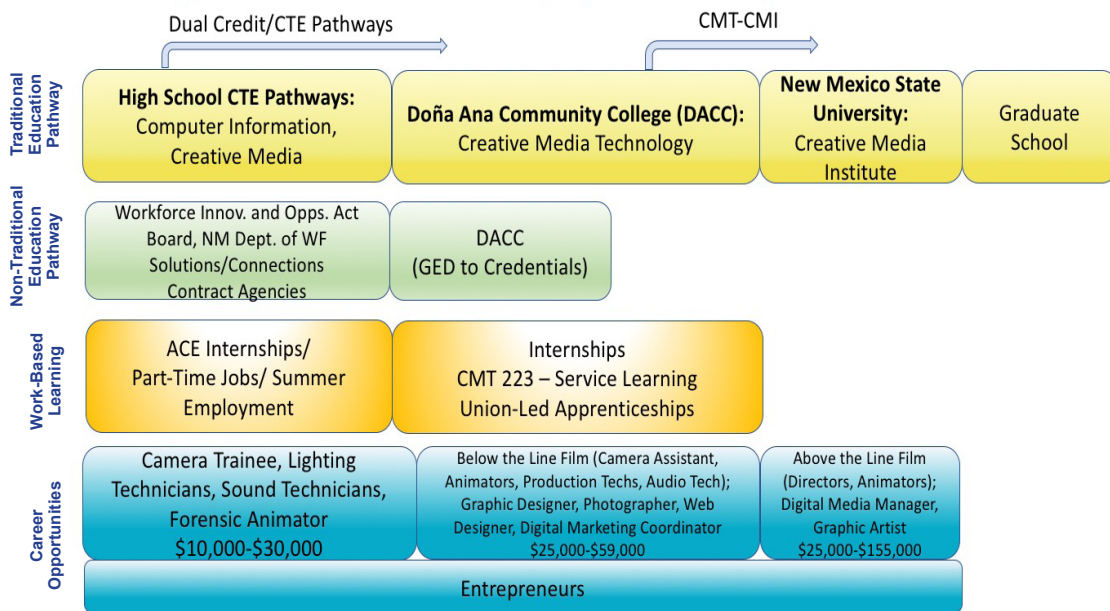 Dual Credit/CTE Pathways
CMT-CMI
Traditional
Education
Pathway
High School CTE Pathways:
Computer Information,
Creative Media
Doña Ana Community College (DACC):
Creative Media Technology
New Mexico State
University:
Creative Media
Institute
Graduate
School
Non-Traditional
Education
Pathway
Workforce Innov. and Opps. Act
Board, NM Dept. of WF
Solutions/Connections
Contract Agencies
DACC
(GED to Credentials)
Work-Based
Learning
ACE Internships/
Part-Time Jobs/ Summer
Employment
Internships
CMT 223 – Service Learning
Union-Led Apprenticeships
Career
Opportunities
Camera Trainee, Lighting
Technicians, Sound Technicians,
Forensic Animator
$10,000-$30,000
Below the Line Film (Camera Assistant,
Animators, Production Techs, Audio Tech);
Graphic Designer, Photographer, Web
Designer, Digital Marketing Coordinator
$25,000-$59,000
Above the Line Film
(Directors, Animators);
Digital Media Manager,
Graphic Artist
$25,000-$155,000
Entrepreneurs